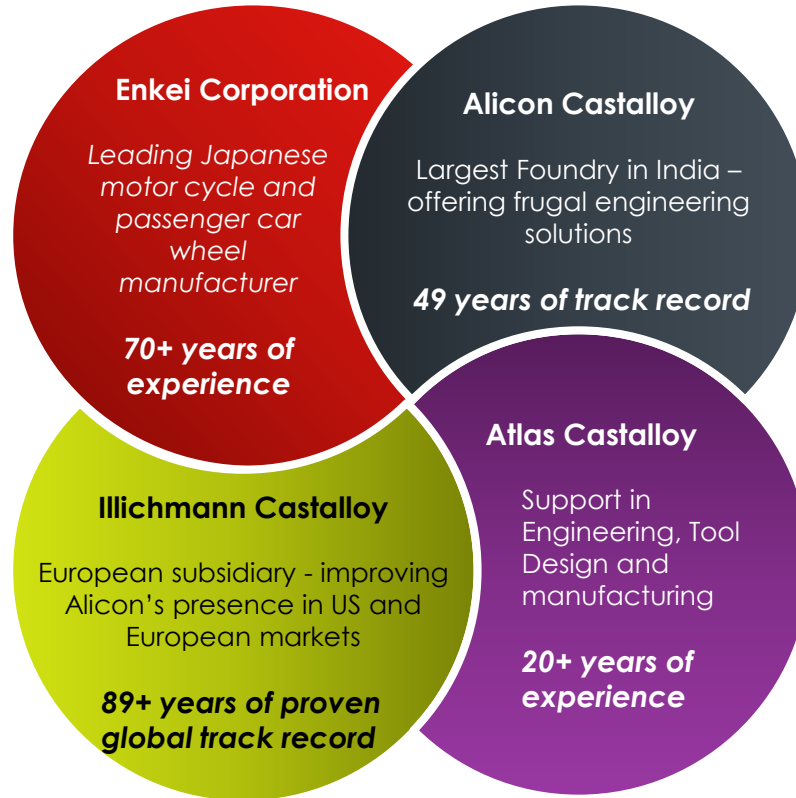 Enkei Corporation
Leading Japanese
motor cycle and
passenger car
wheel
manufacturer
70+ years of
experience
Alicon Castalloy
Largest Foundry in India –
offering frugal engineering
solutions
49 years of track record
Illichmann Castalloy
European subsidiary - improving
Alicon's presence in US and
European markets
89+ years of proven
global track record
Atlas Castalloy
Support in
Engineering, Tool
Design and
manufacturing
20+ years of
experience